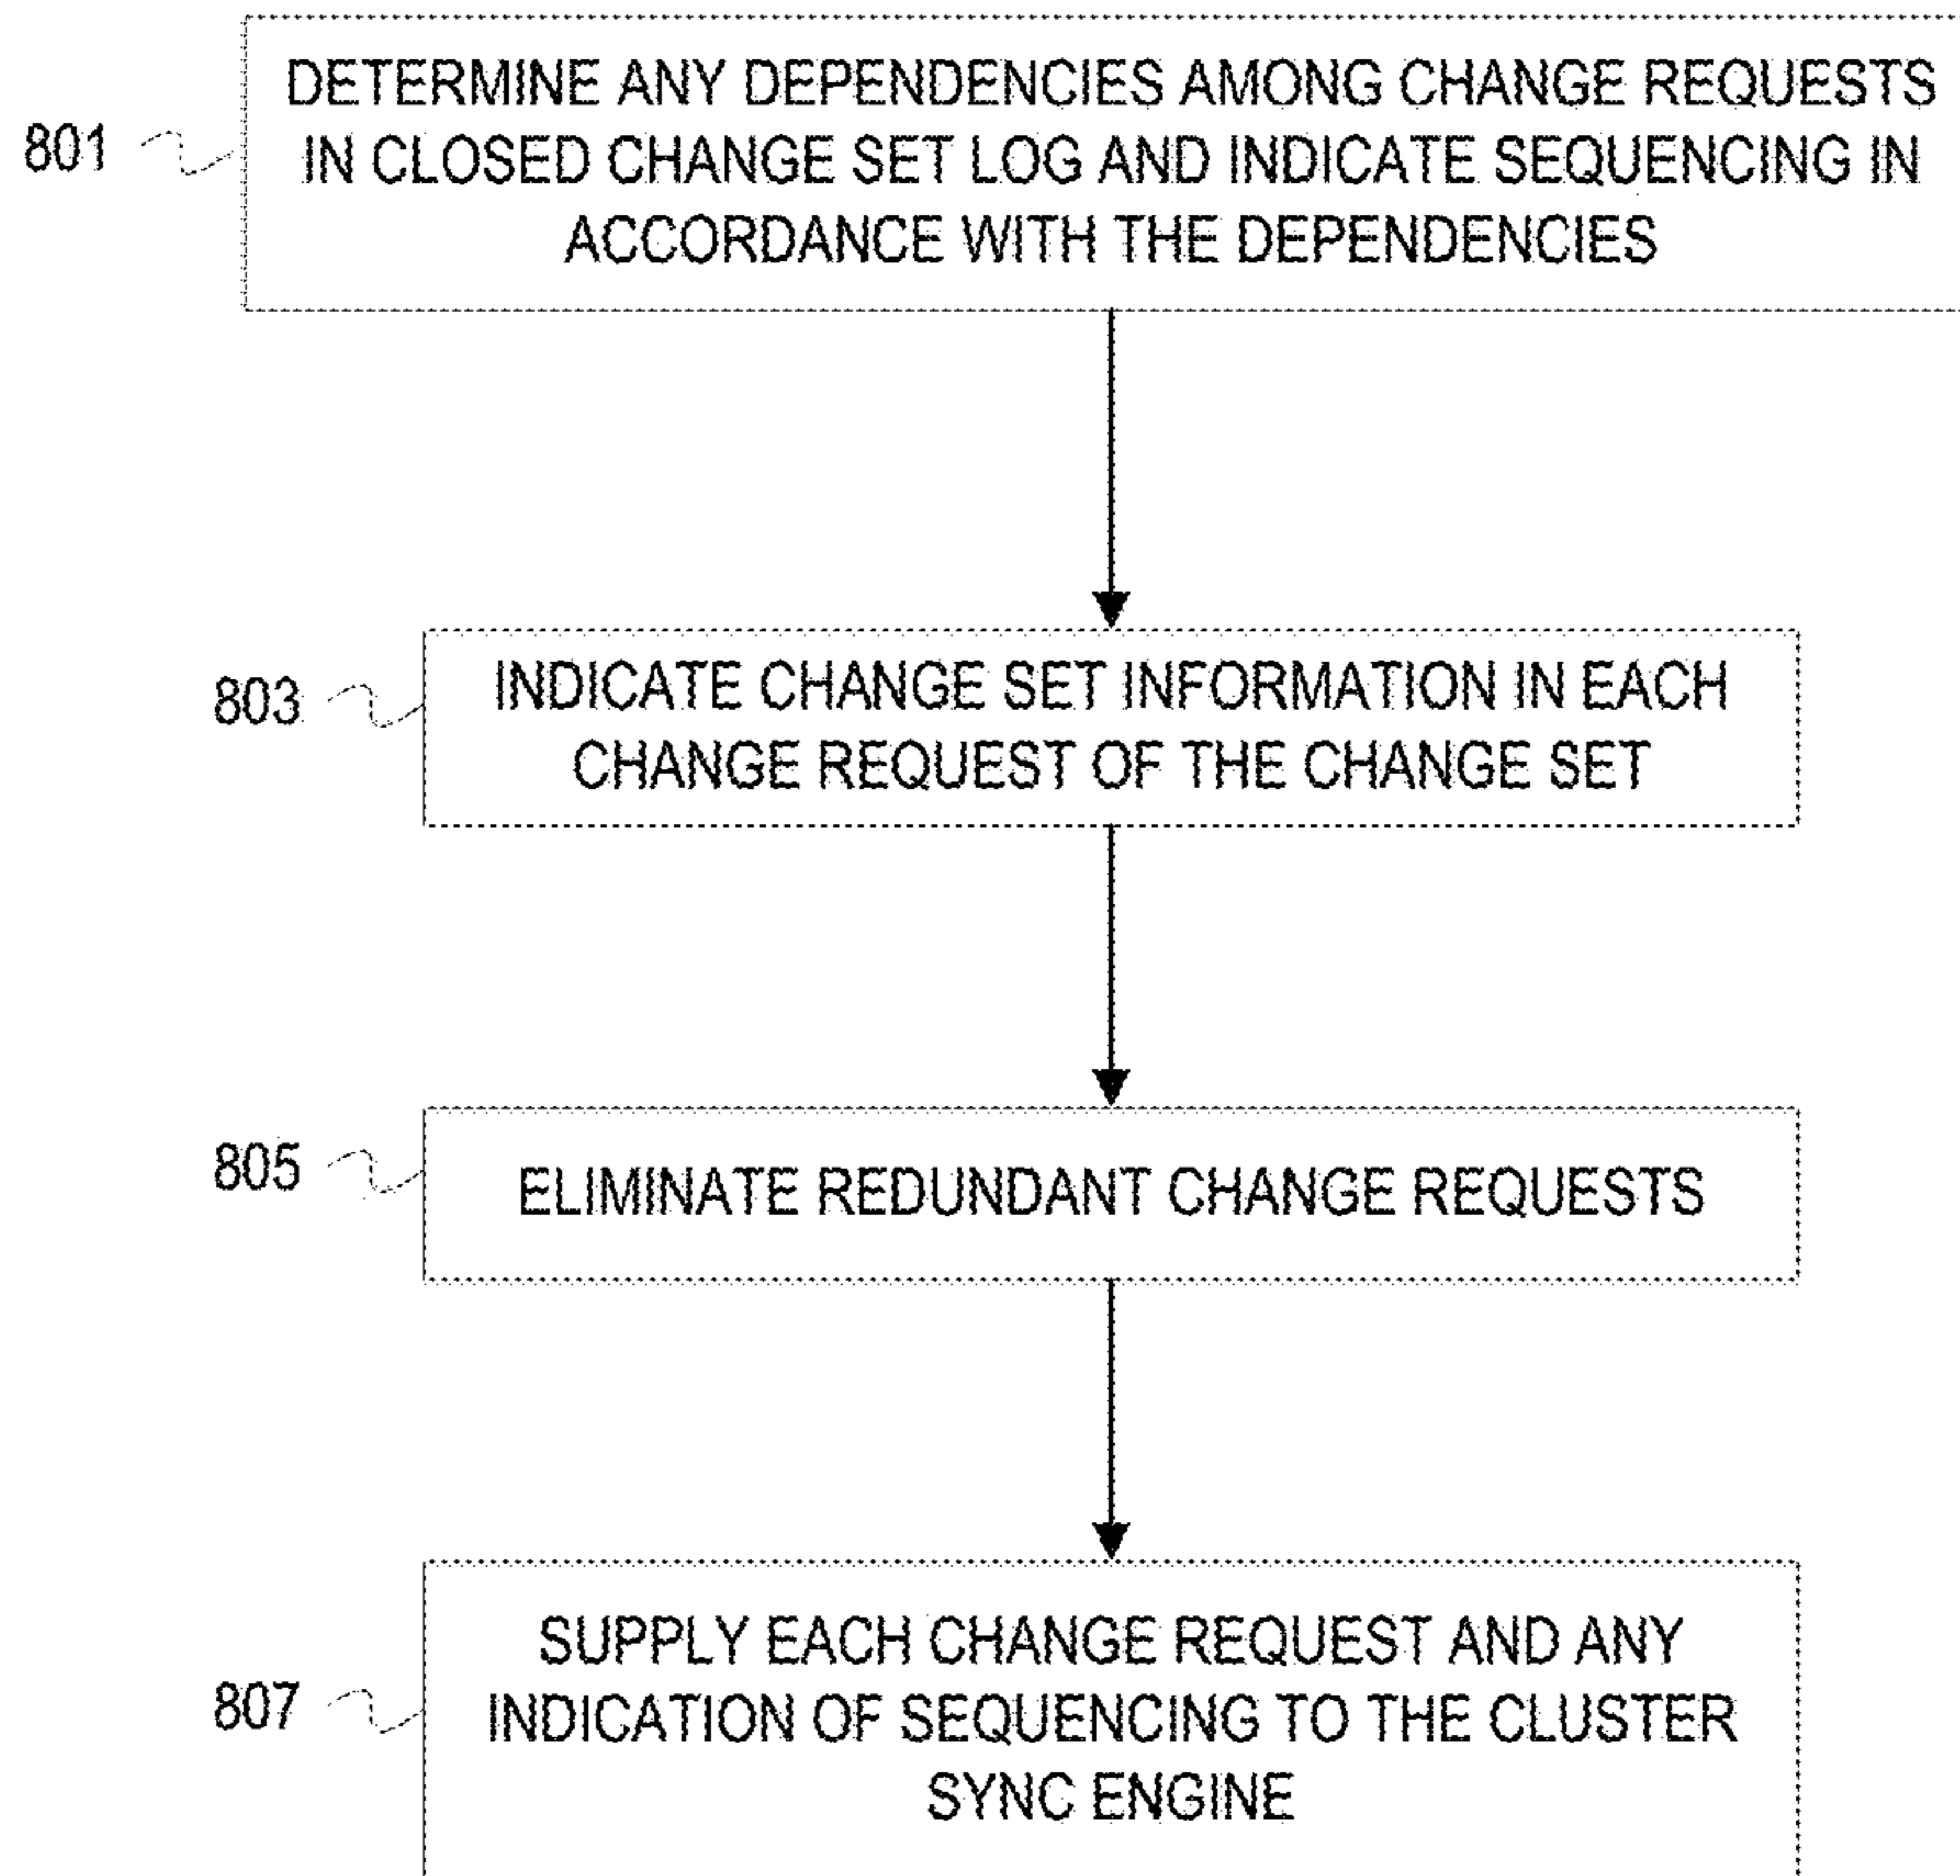 DETERMINE ANY DEPENDENCIES AMONG CHANGE REQUESTS
801
IN CLOSED CHANGE SET LOG AND INDICATE SEQUENCING IN
ACCORDANCE WITH THE DEPENDENCIES
803
INDICATE CHANGE SET INFORMATION IN EACH
CHANGE REQUEST OF THE CHANGE SET
805
ELIMINATE REDUNDANT CHANGE REQUESTS
807
SUPPLY EACH CHANGE REQUEST AND ANY
INDICATION OF SEQUENCING TO THE CLUSTER
SYNC ENGINE